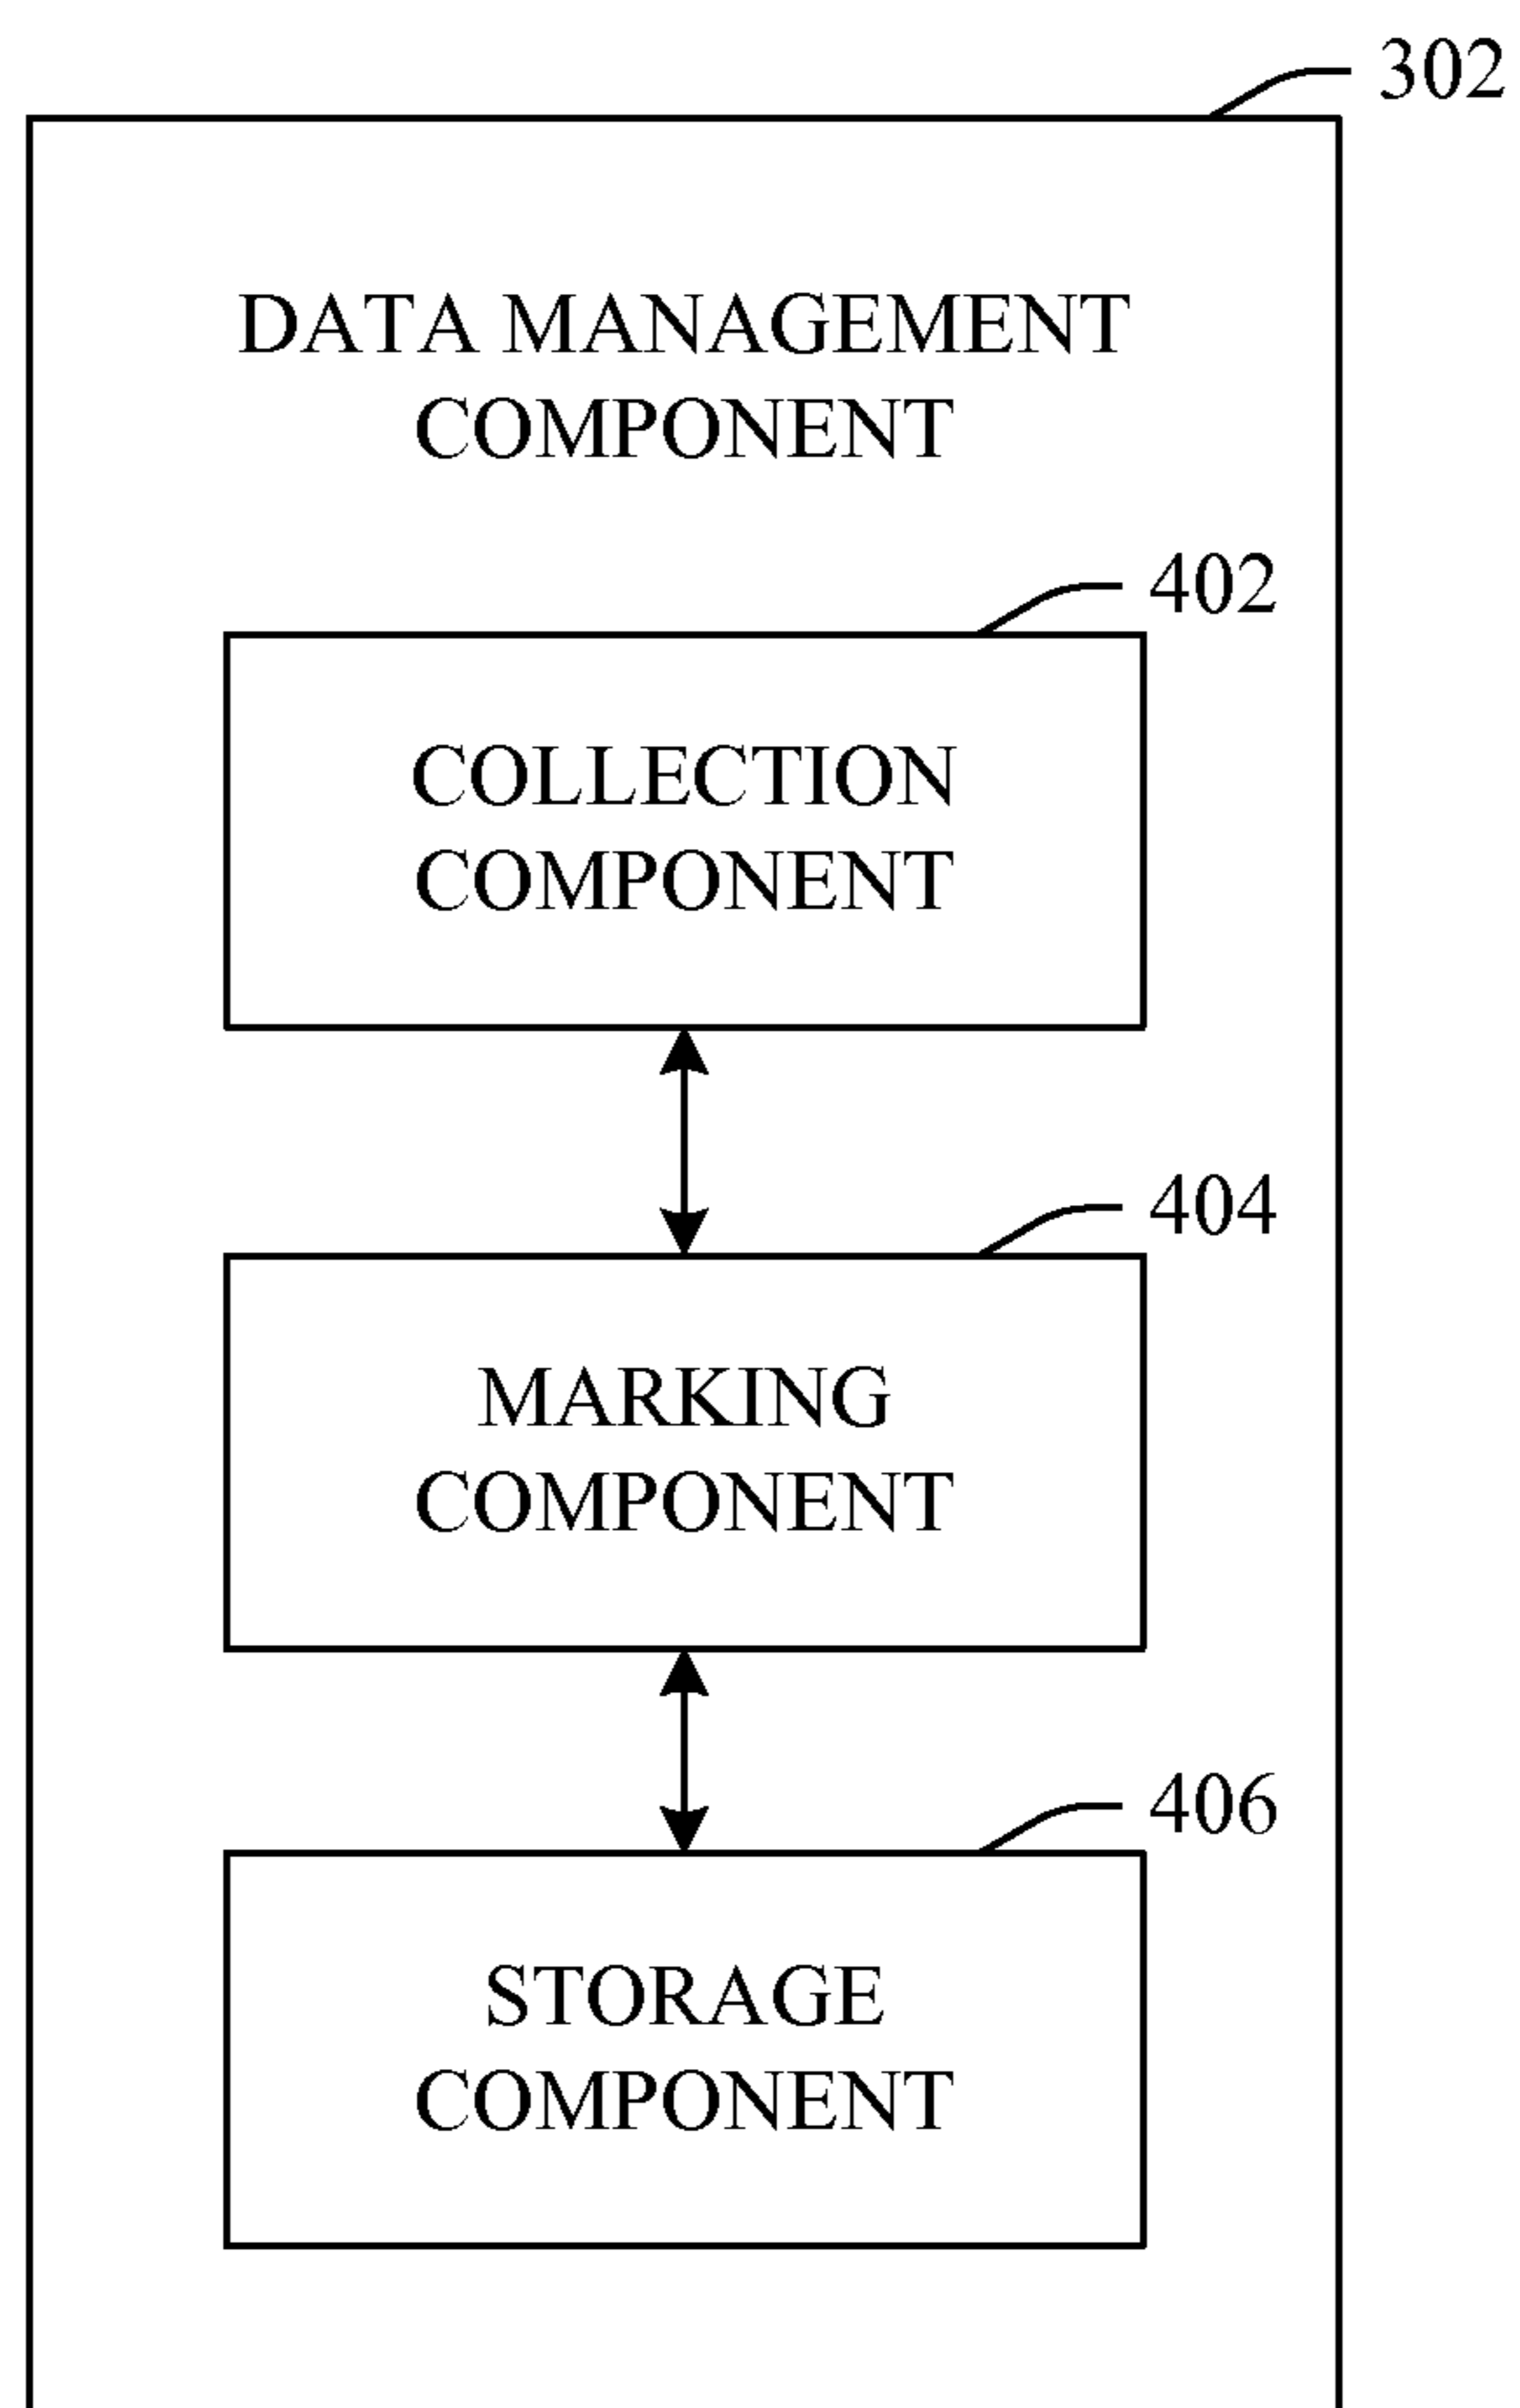 302
DATA MANAGEMENT
COMPONENT
402
COLLECTION
COMPONENT
404
MARKING
COMPONENT
406
STORAGE
COMPONENT